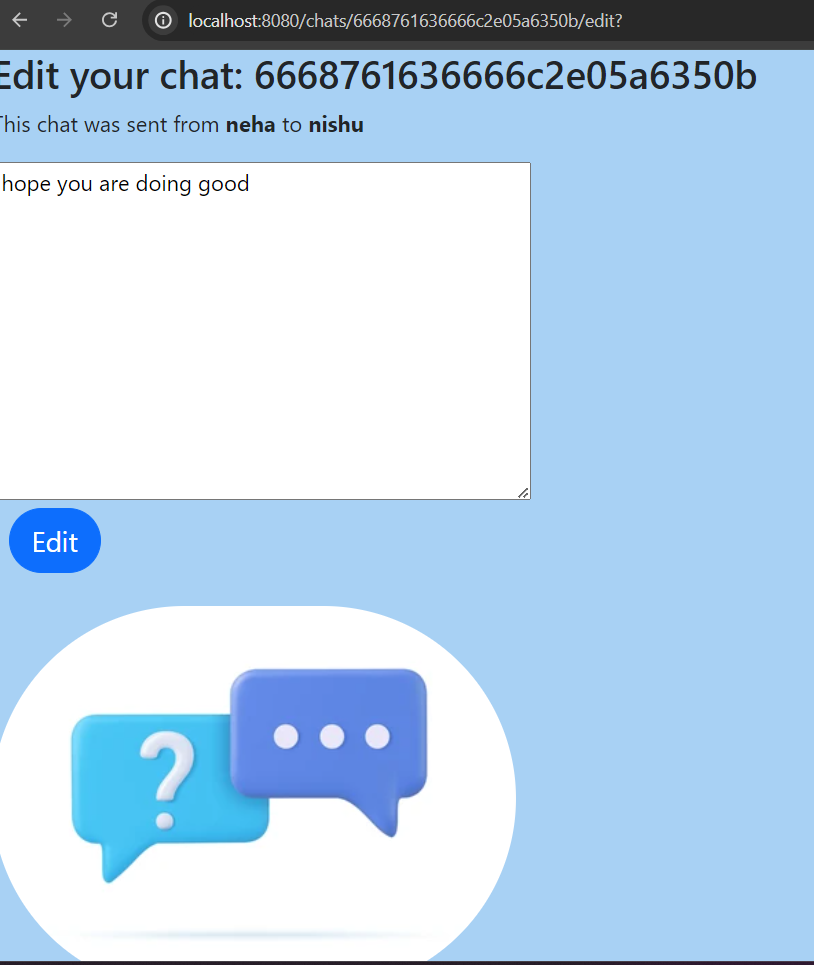 localhost:8080/chats/6668761636666c2e05a6350b/edit?
Edit your chat: 6668761636666c2e05a6350b
This chat was sent from neha to nishu
hope you are doing good
Edit
?